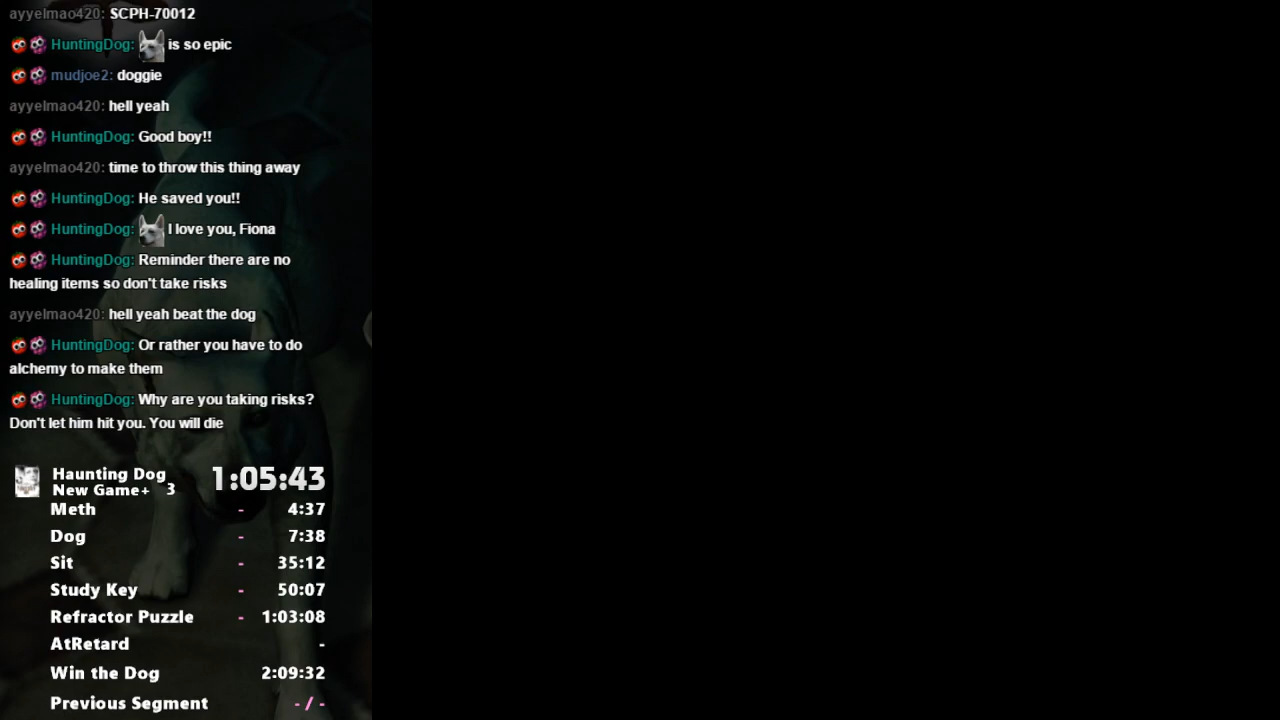 ayyelmao420: SCPH-70012
HuntingDog: is so epic
mudjoe2: doggie
ayyelmao420: hell yeah
HuntingDog: Good boy!!
ayyelmao420: time to throw this thing away
HuntingDog: He saved you!!
HuntingDog: I love you, Fiona
HuntingDog: Reminder there are no
healing items so don't take risks
ayyelmao420: hell yeah beat the dog
HuntingDog: Or rather you have to do
alchemy to make them
HuntingDog: Why are you taking risks?
Don't let him hit you. You will die
Haunting Dog
New Game+ 3 1:05:43
Meth - 4:37
Dog - 7:38
Sit - 35:12
Study Key - 50:07
Refractor Puzzle - 1:03:08
AtRetard -
Win the Dog 2:09:32
Previous Segment - / -